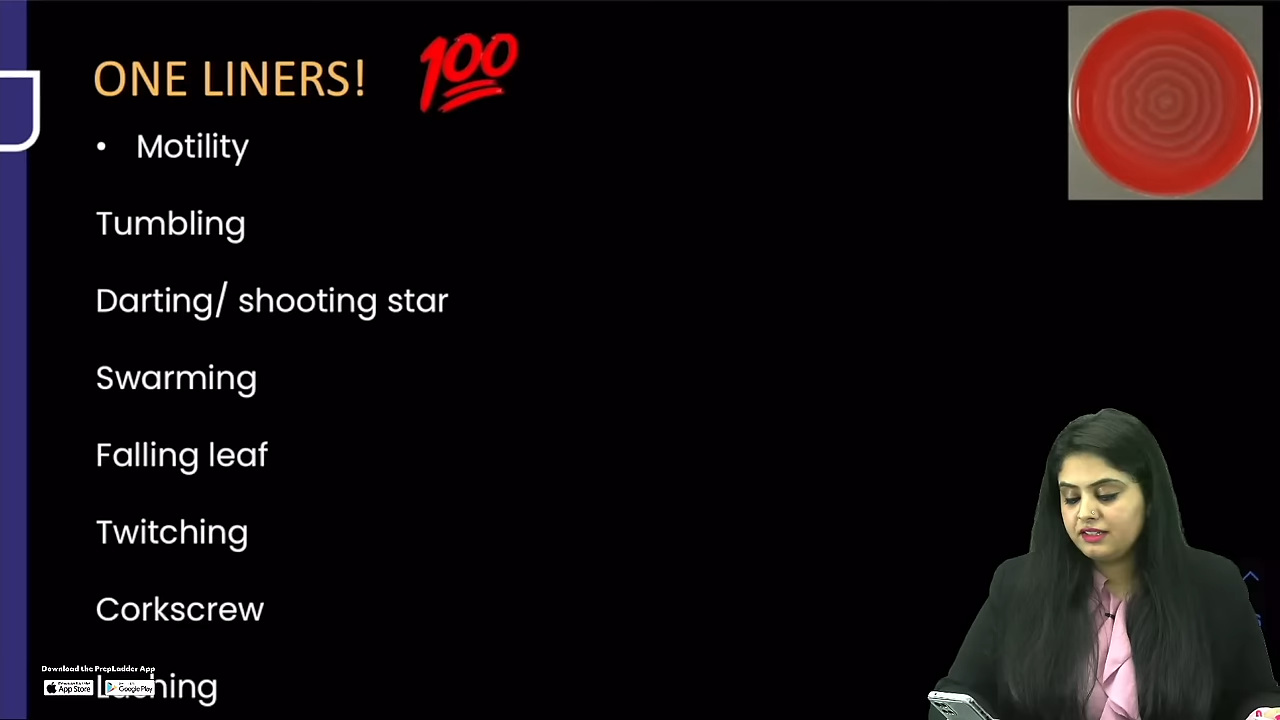 ONE LINERS! 💯
• Motility
Tumbling
Darting/ shooting star
Swarming
Falling leaf
Twitching
Corkscrew
Download the PrepLadder App
App Store Google Play